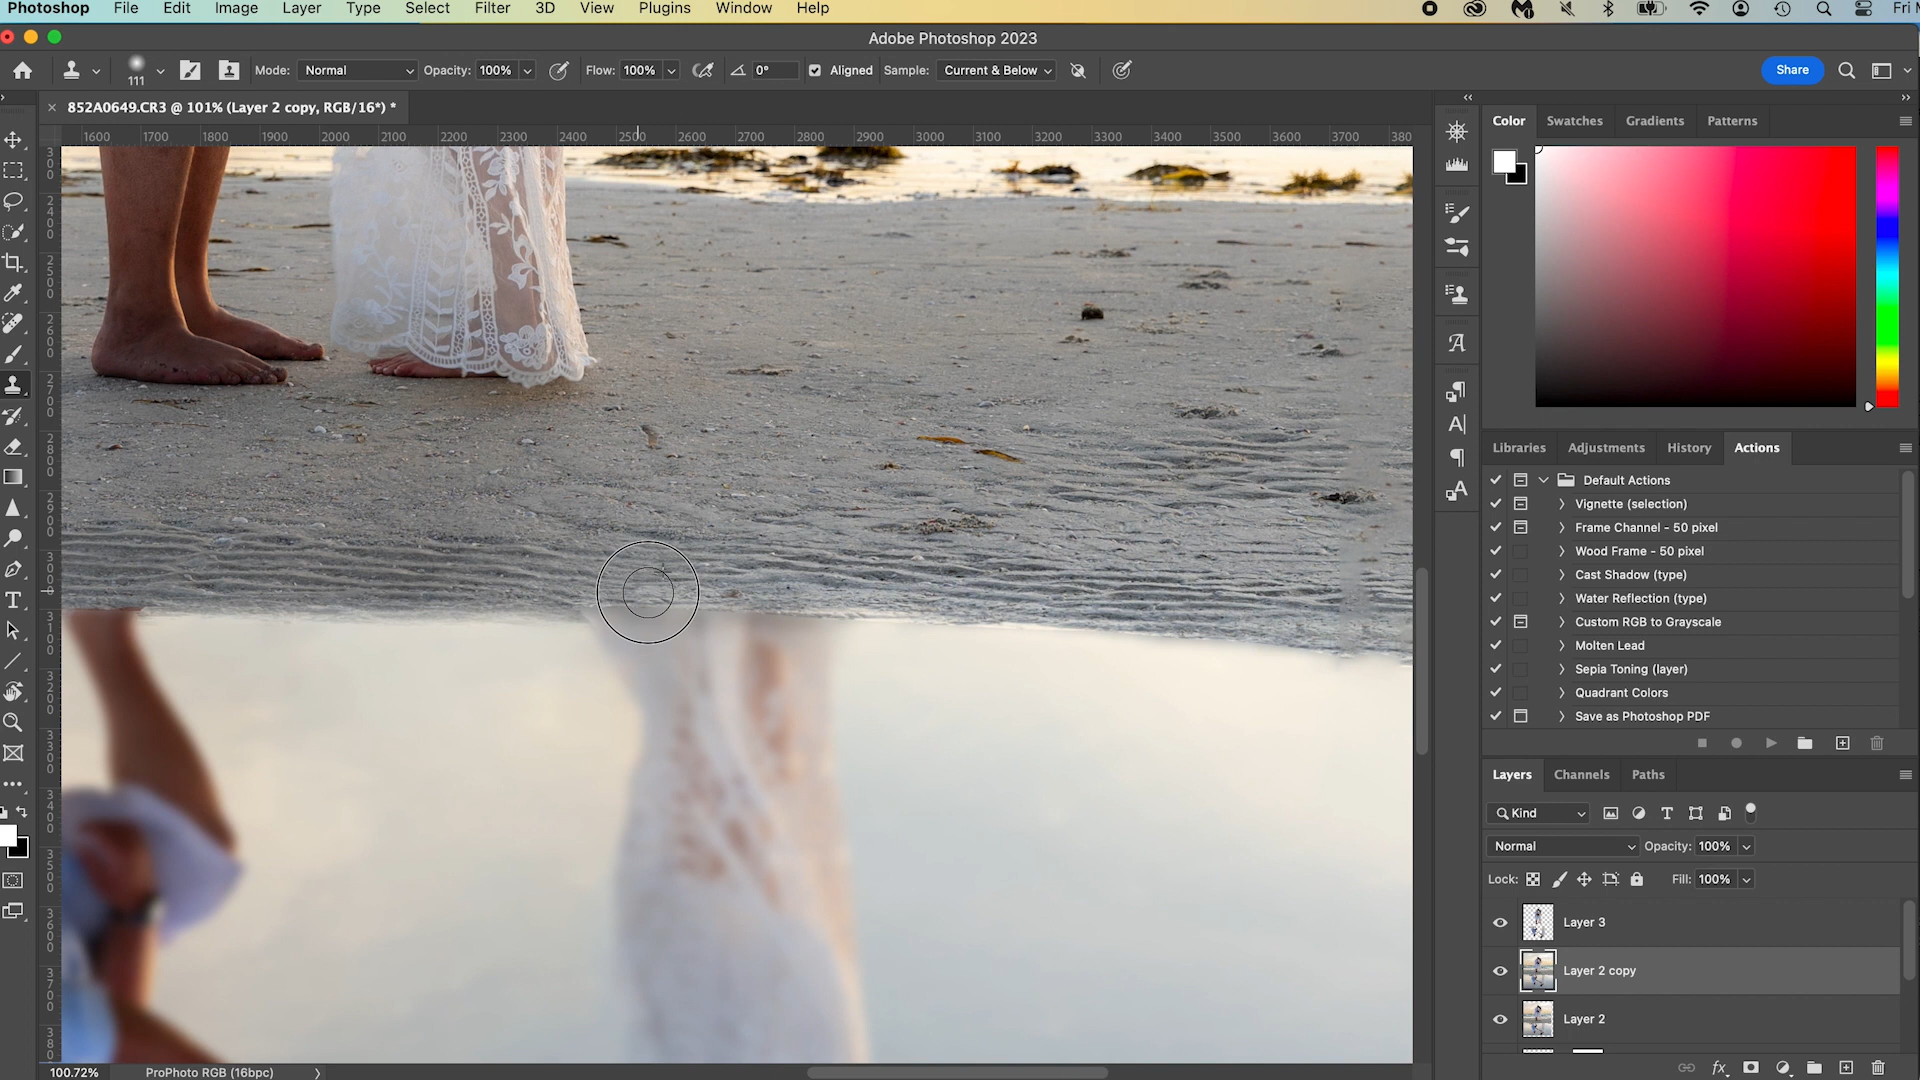 Photoshop File Edit Image Layer Type Select Filter 3D View Plugins Window Help Fri
Adobe Photoshop 2023
111 Mode: Normal Opacity: 100% Flow: 100% 0° Aligned Sample: Current & Below Share
852A0649.CR3 @ 101% (Layer 2 copy, RGB/16*) *
1600 1700 1800 1900 2000 2100 2200 2300 2400 2500 2600 2700 2800 2900 3000 3100 3200 3300 3400 3500 3600 3700 380
Color Swatches Gradients Patterns
Libraries Adjustments History Actions
Default Actions
Vignette (selection)
Frame Channel - 50 pixel
Wood Frame - 50 pixel
Cast Shadow (type)
Water Reflection (type)
Custom RGB to Grayscale
Molten Lead
Sepia Toning (layer)
Quadrant Colors
Save as Photoshop PDF
Layers Channels Paths
Kind
Normal Opacity: 100%
Lock: Fill: 100%
Layer 3
Layer 2 copy
Layer 2
100.72% ProPhoto RGB (16bpc)